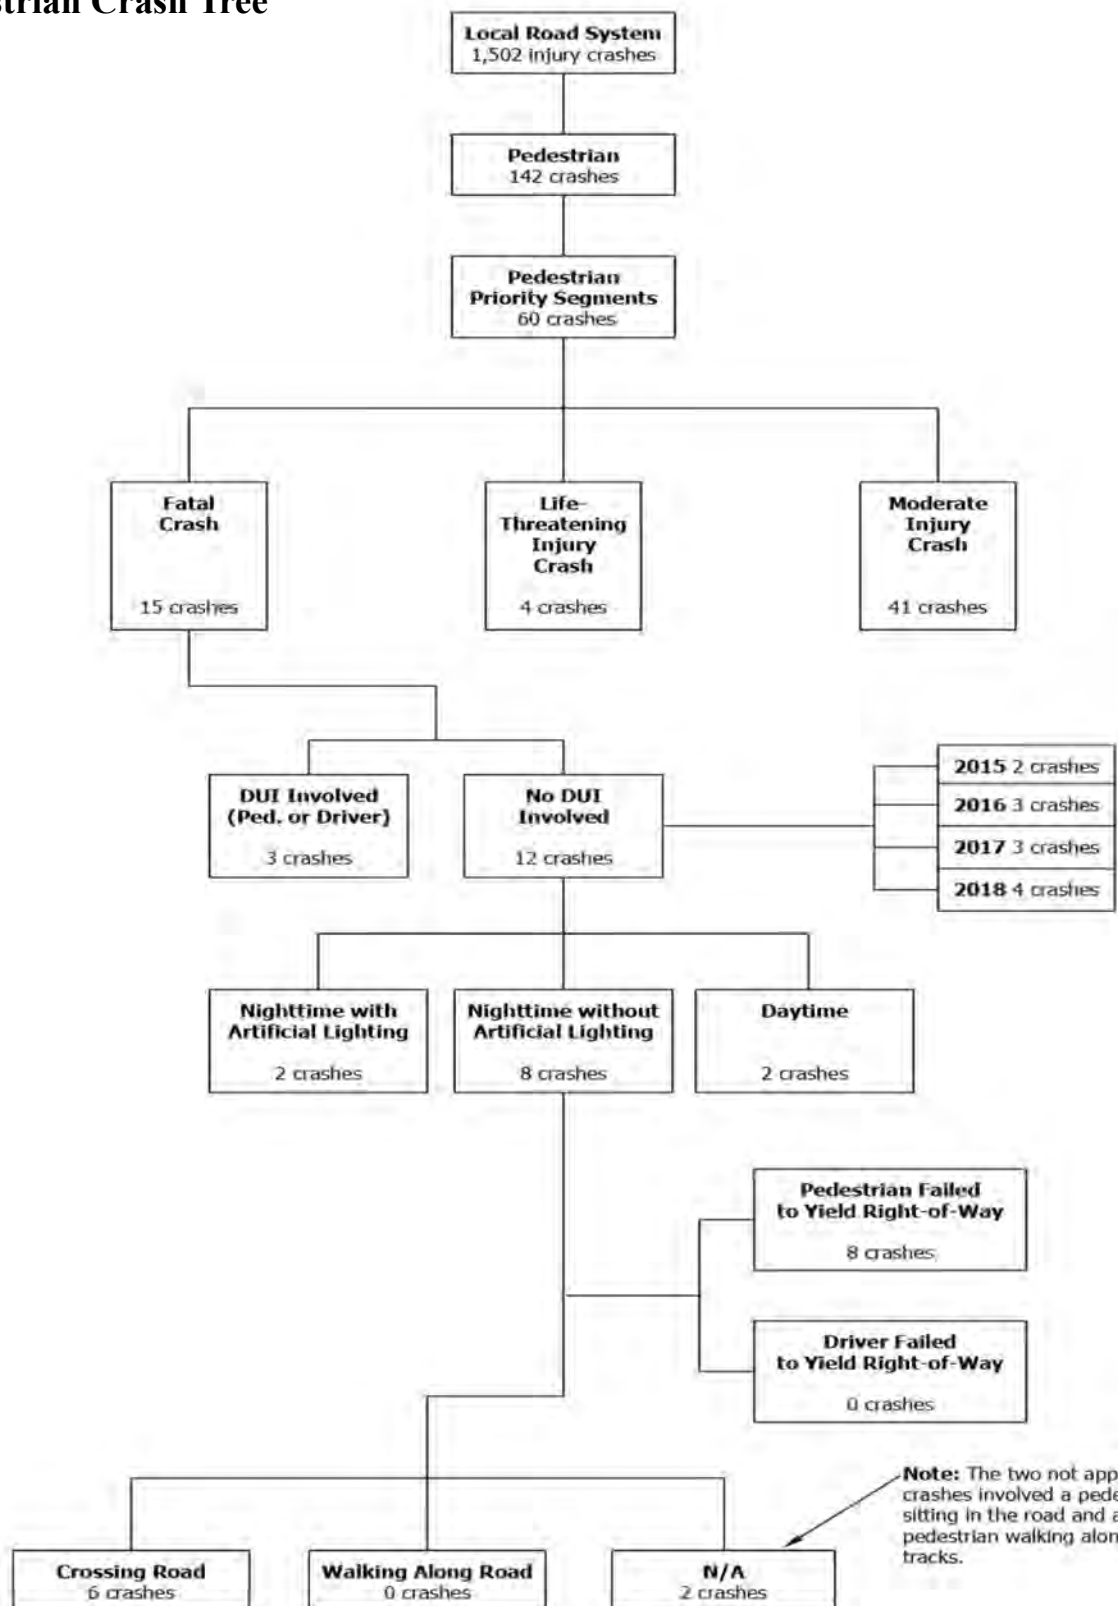 Crash Tree
Local Road System
1,502 injury crashes
Pedestrian
142 crashes
Pedestrian
Priority Segments
60 crashes
Fatal
Crash
15 crashes
Life-
Threatening
Injury
Crash
4 crashes
Moderate
Injury
Crash
41 crashes
DUI Involved
(Ped. or Driver)
3 crashes
No DUI
Involved
12 crashes
2015 2 crashes
2016 3 crashes
2017 3 crashes
2018 4 crashes
Nighttime with
Artificial Lighting
2 crashes
Nighttime without
Artificial Lighting
8 crashes
Daytime
2 crashes
Pedestrian Failed
to Yield Right-of-Way
8 crashes
Driver Failed
to Yield Right-of-Way
0 crashes
Note: The two not
crashes involved a
sitting in the road and
pedestrian walking
tracks.
Crossing Road
6 crashes
Walking Along Road
0 crashes
N/A
2 crashes